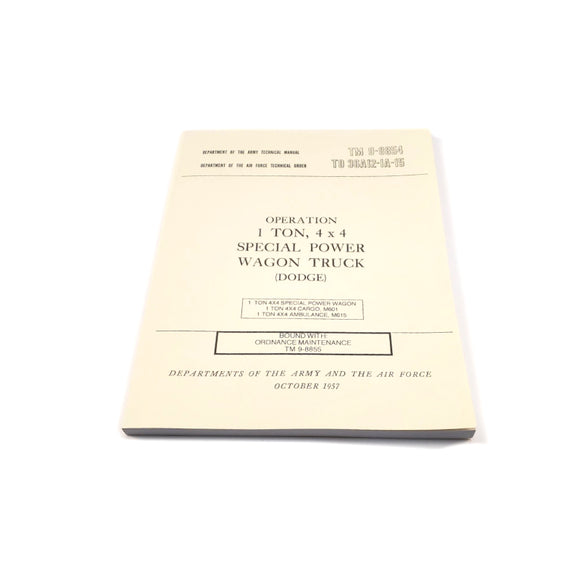 DEPARTMENT OF THE ARMY TECHNICAL MANUAL
TM 9-8854
DEPARTMENT OF THE AIR FORCE TECHNICAL ORDER
TO 36A12-1A-15
OPERATION
1 TON, 4 x 4
SPECIAL POWER
WAGON TRUCK
(DODGE)
1 TON 4X4 SPECIAL POWER WAGON
1 TON 4X4 CARGO, M601
1 TON 4X4 AMBULANCE, M615
BOUND WITH:
ORDNANCE MAINTENANCE
TM 9-8855
DEPARTMENTS OF THE ARMY AND THE AIR FORCE
OCTOBER 1957